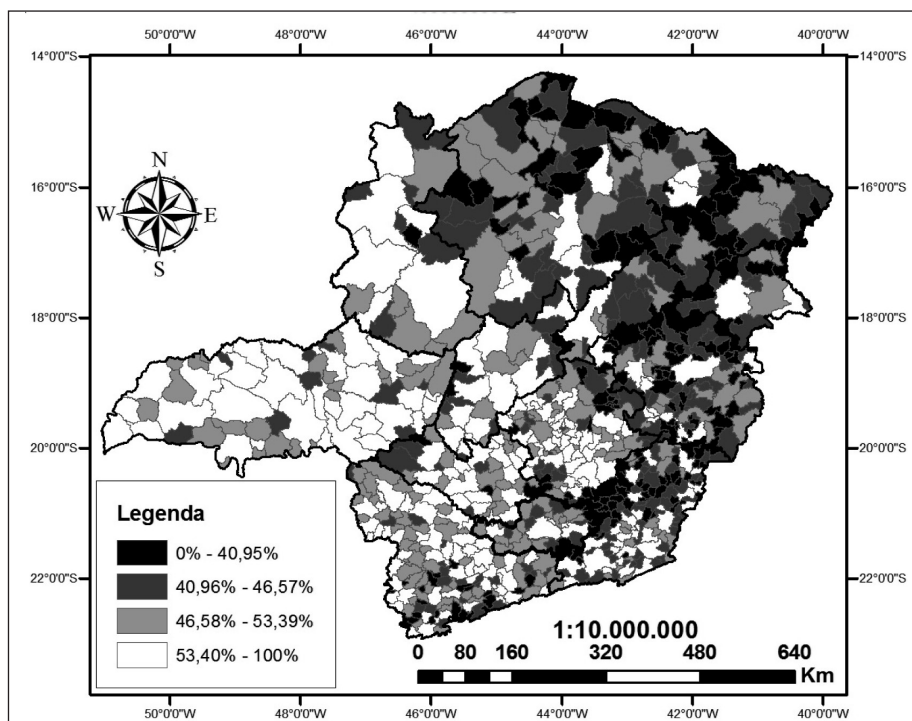 50°0'0"W 48°0'0"W 46°0'0"W 44°0'0"W 42°0'0"W 40°0'0"W
14°0'0"S 14°0'0"S
N
16°0'0"S 16°0'0"S
W E
S
18°0'0"S 18°0'0"S
20°0'0"S 20°0'0"S
Legenda
0% - 40,95%
40,96% - 46,57%
46,58% - 53,39%
53,40% - 100%
22°0'0"S 22°0'0"S
1:10.000.000
0 80 160 320 480 640
Km
50°0'0"W 48°0'0"W 46°0'0"W 44°0'0"W 42°0'0"W 40°0'0"W